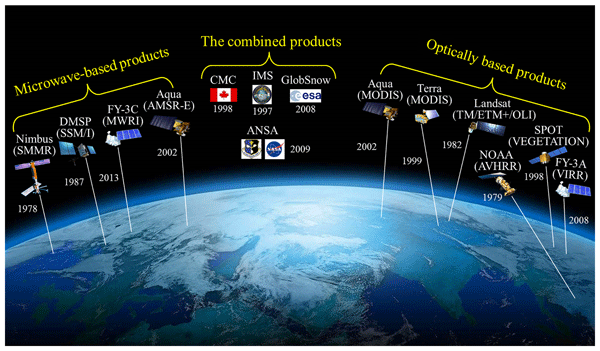 Microwave-based products
Nimbus
(SMMR)
1978
DMSP
(SSM/I)
1987
FY-3C
(MWRI)
2013
Aqua
(AMSR-E)
2002
The combined products
CMC
1998
IMS
1997
GlobSnow
esa
2008
ANSA
NASA
2009
Optically based products
Aqua
(MODIS)
2002
Terra
(MODIS)
1999
Landsat
(TM/ETM+/OLI)
1982
NOAA
(AVHRR)
1979
SPOT
(VEGETATION)
1998
FY-3A
(VIRR)
2008